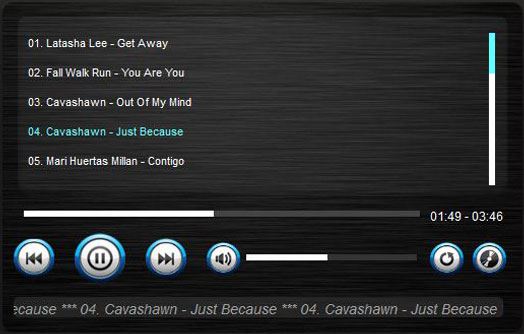 01. Latasha Lee - Get Away
02. Fall Walk Run - You Are You
03. Cavashawn - Out Of My Mind
04. Cavashawn - Just Because
05. Mari Huertas Millan - Contigo
01:49 - 03:46
ecause *** 04. Cavashawn - Just Because *** 04. Cavashawn - Just Because